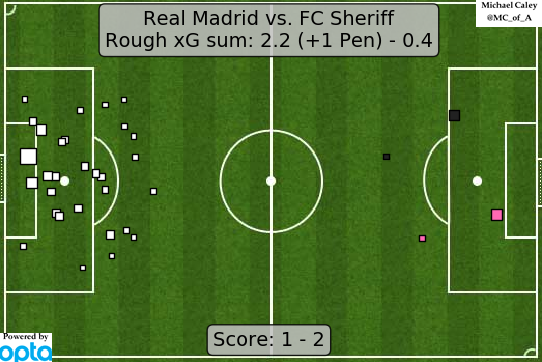 Real Madrid vs. FC Sheriff
Rough xG sum: 2.2 (+1 Pen) - 0.4
Michael Caley
@MC_of_A
Score: 1 - 2
Powered by
opta